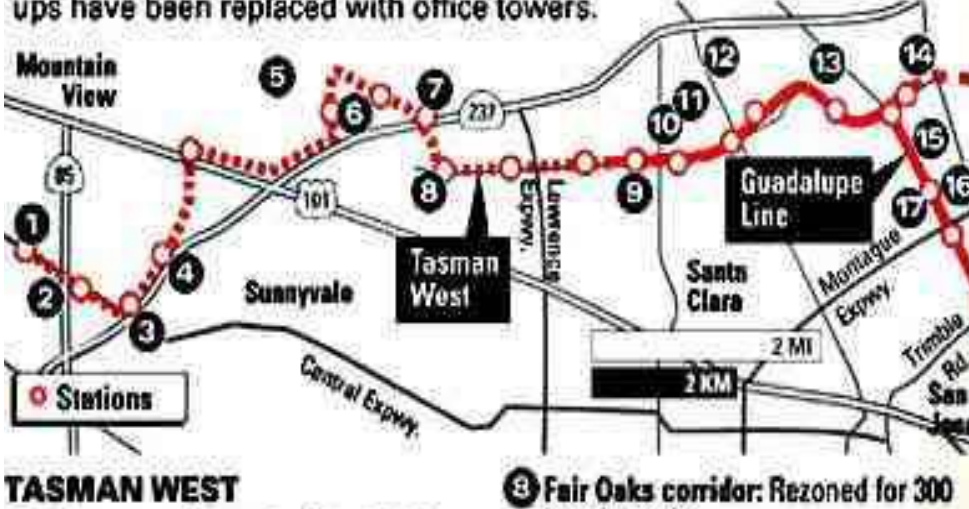 ups have been replaced with office towers.
Mountain
View
5
6
7
237
12
13
14
11
10
15
16
17
85
101
8
9
1
2
3
4
Guadalupe
Line
Tasman
West
Lawrence
Expwy.
Sunnyvale
Santa
Clara
Montague
Expwy.
Trimble
Rd.
2 MI
2 KM
Central Expwy.
Stations
San
Jose
TASMAN WEST
8 Fair Oaks corridor: Rezoned for 300